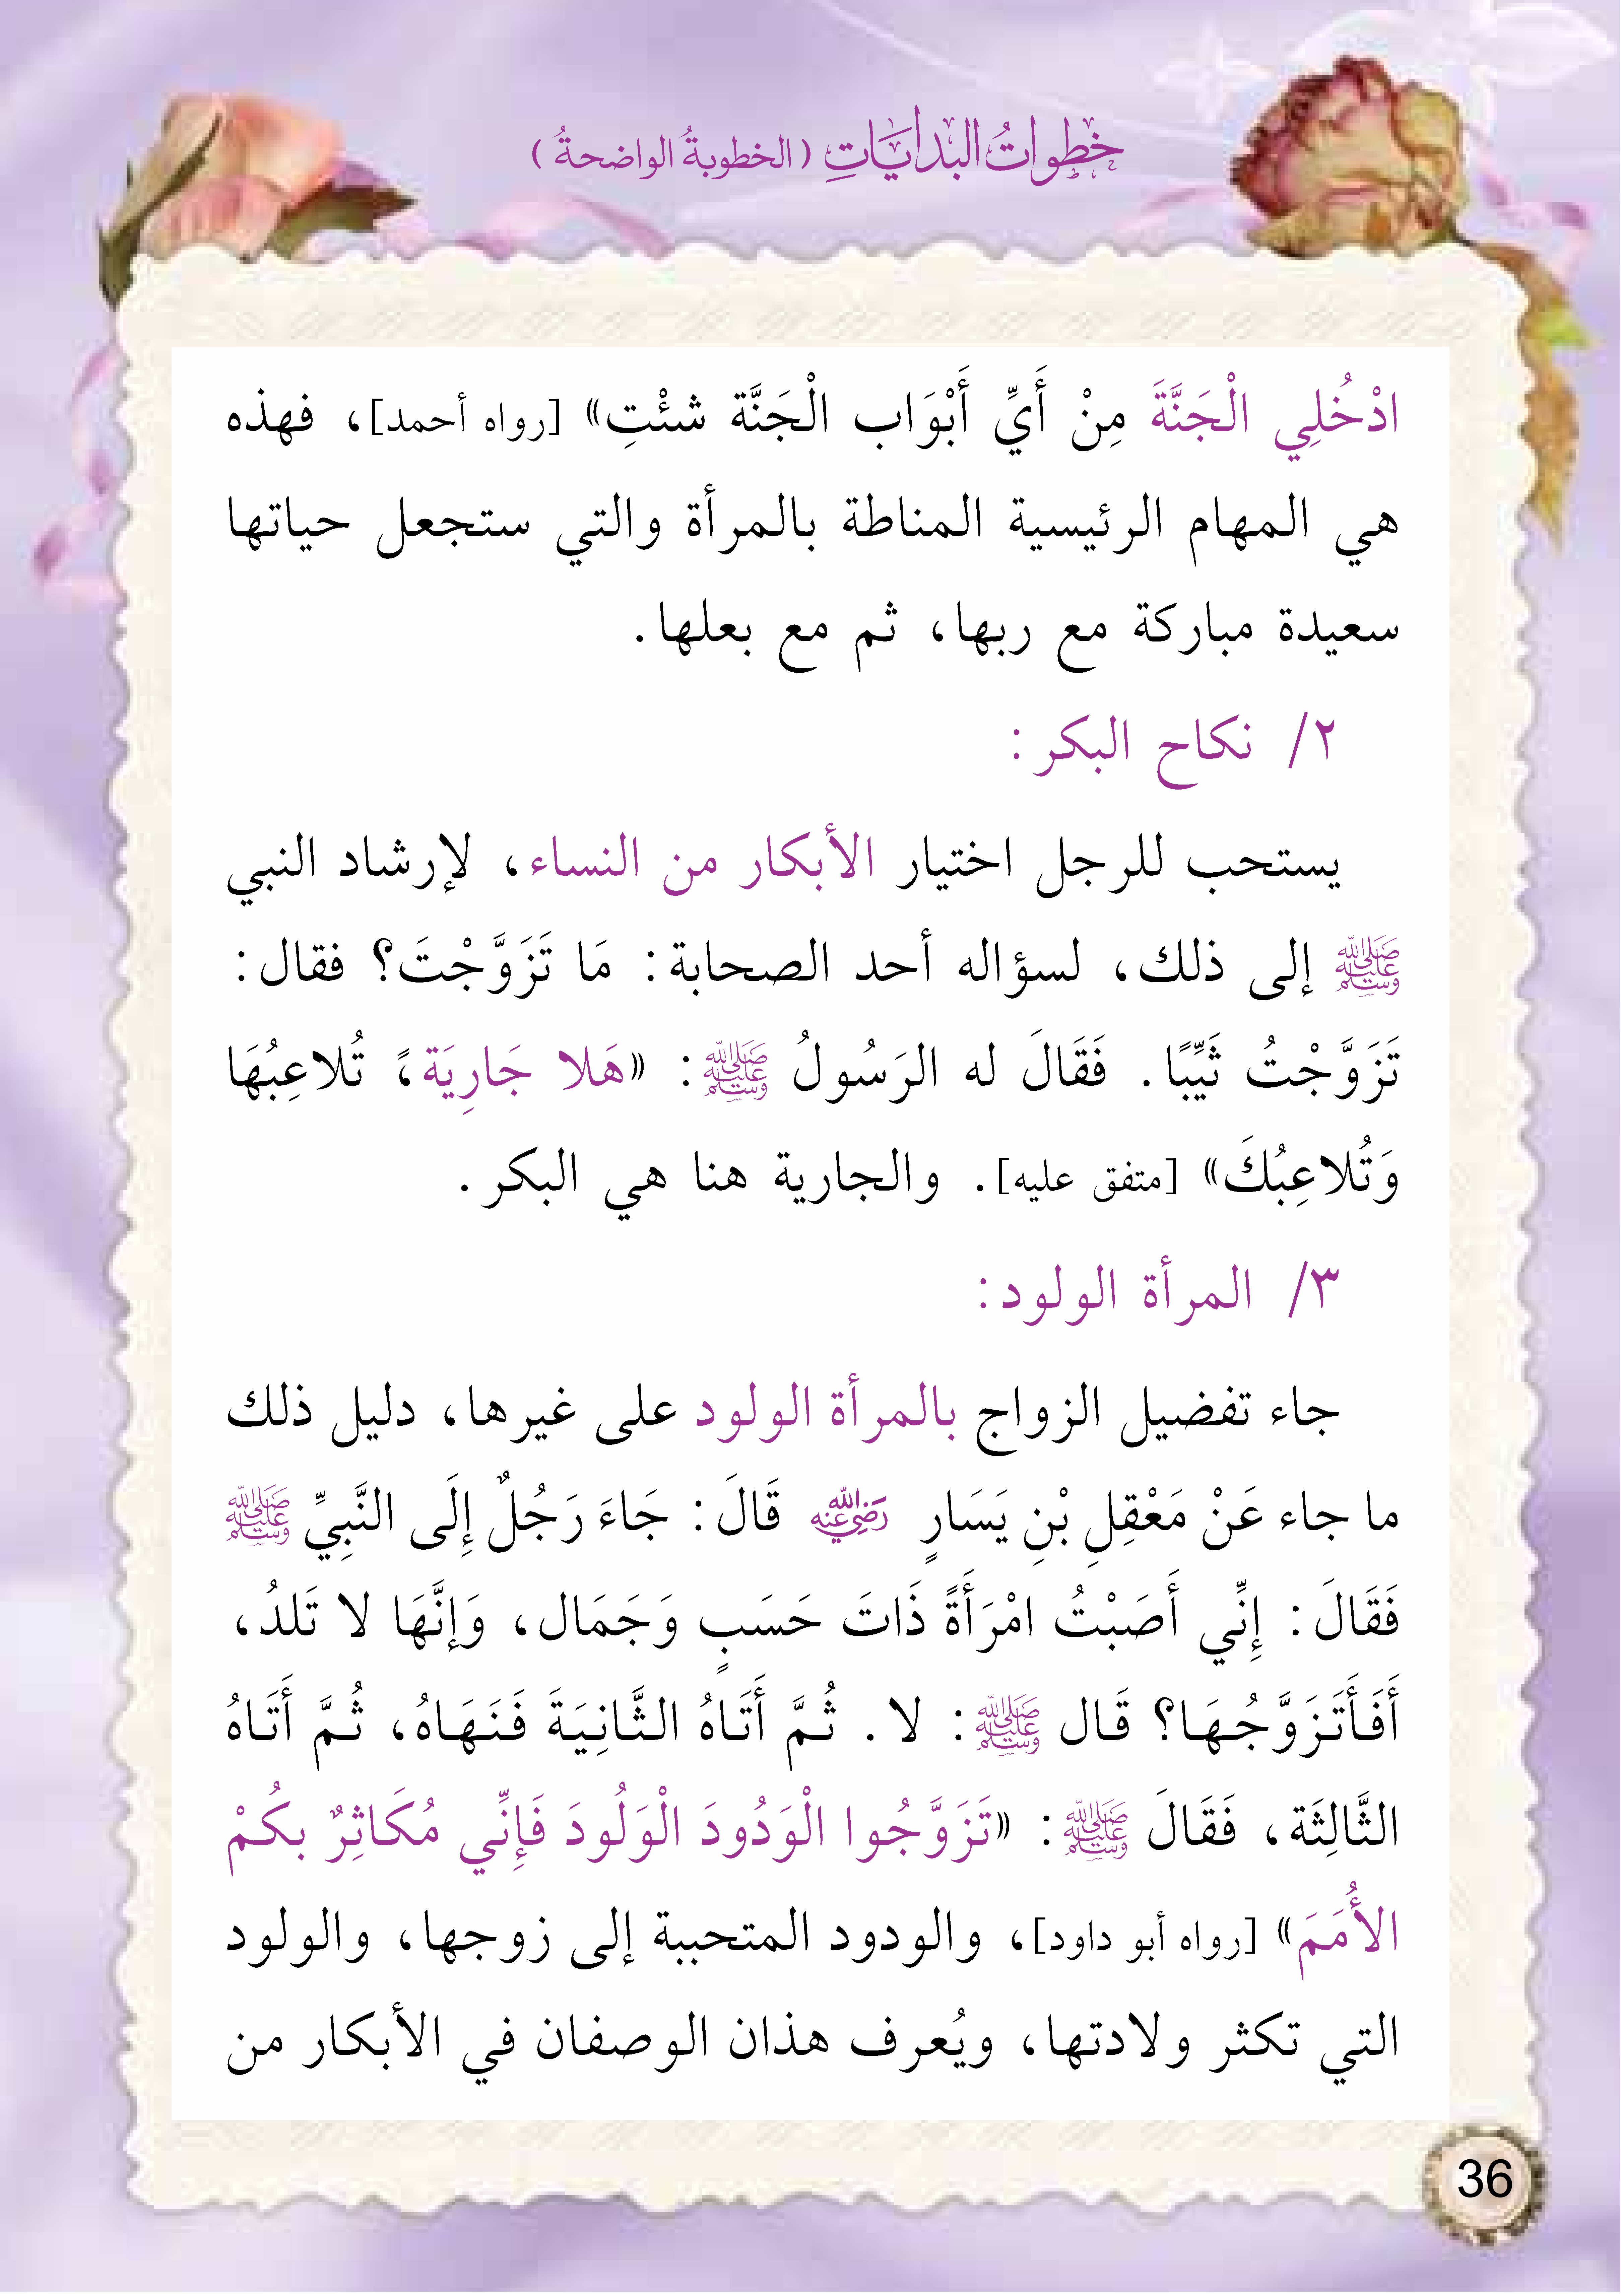 خطوات البدايات ( الخطوبة الواضحة )
ادْخُلِي الْجَنَّةَ مِنْ أَيِّ أَبْوَاب الْجَنَّة شئْتِ» [رواه أحمد]، فهذه
هي المهام الرئيسية المناطة بالمرأة والتي ستجعل حياتها
سعيدة مباركة مع ربها، ثم مع بعلها.
٢/ نكاح البكر:
يستحب للرجل اختيار الأبكار من النساء، لإرشاد النبي
ﷺ إلى ذلك، لسؤاله أحد الصحابة: مَا تَزَوَّجْتَ؟ فقال:
تَزَوَّجْتُ ثَيِّبًا. فَقَالَ له الرَسُولُ ﷺ: «هَلا جَارِيَة، تُلاعِبُهَا
وَتُلاعِبُكَ» [متفق عليه]. والجارية هنا هي البكر.
٣/ المرأة الولود:
جاء تفضيل الزواج بالمرأة الولود على غيرها، دليل ذلك
ما جاء عَنْ مَعْقِلِ بْنِ يَسَارٍ رَضِيَ الله عنه قَالَ: جَاءَ رَجُلٌ إِلَى النَّبِيِّ ﷺ
فَقَالَ: إِنِّي أَصَبْتُ امْرَأَةً ذَاتَ حَسَبٍ وَجَمَال، وَإنَّهَا لا تَلدُ،
أَفَأَتَزَوَّجُهَا؟ قَال ﷺ: لا. ثُمَّ أَتَاهُ الثَّانِيَةَ فَنَهَاهُ، ثُمَّ أَتَاهُ
الثَّالِثَة، فَقَالَ ﷺ: «تَزَوَّجُوا الْوَدُودَ الْوَلُودَ فَإِنِّي مُكَاثِرٌ بكُمْ
الأُمَمَ» [رواه أبو داود]، والودود المتحببة إلى زوجها، والولود
التي تكثر ولادتها، ويُعرف هذان الوصفان في الأبكار من
36